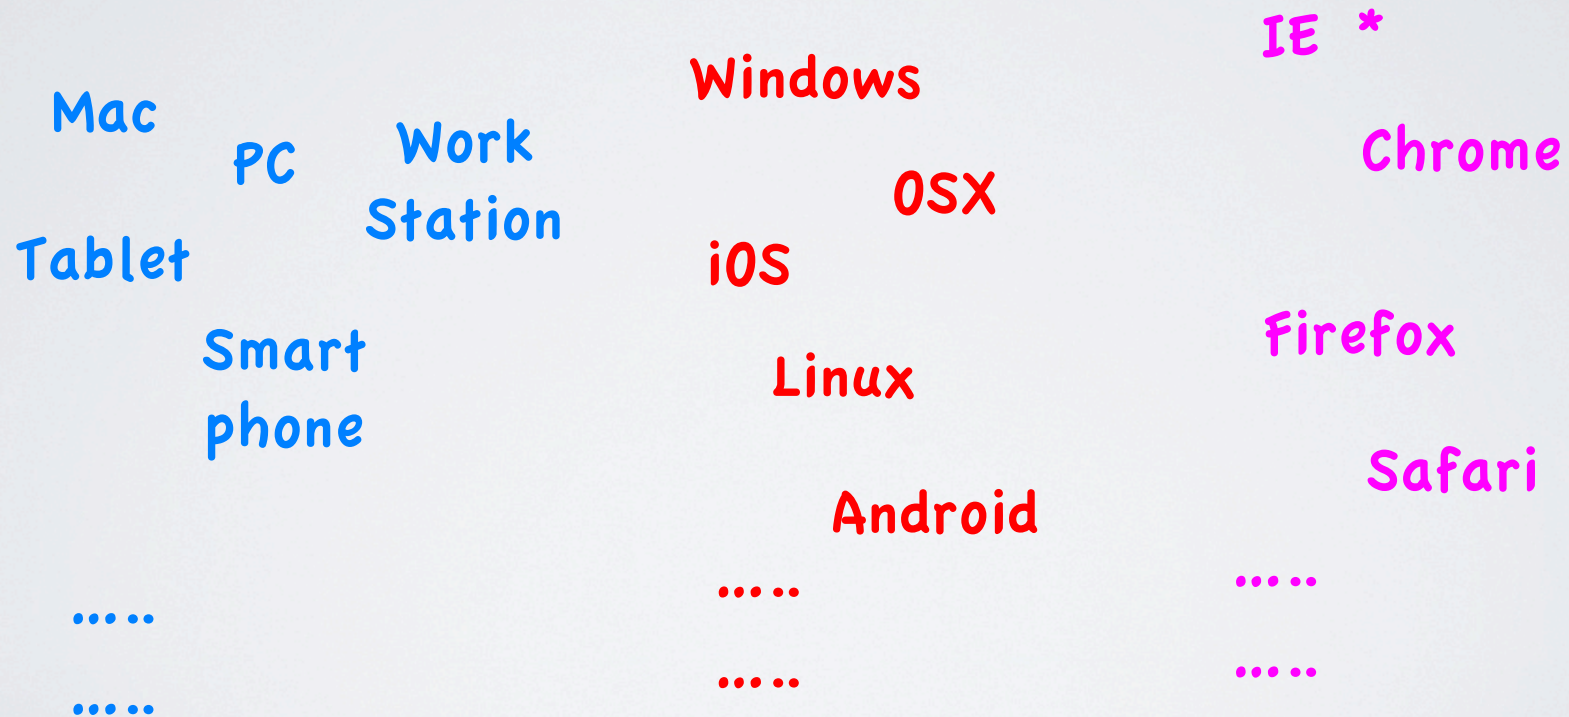 Mac
PC
Work
Station
Tablet
Smart
phone
.....
.....
Windows
OSX
iOS
Linux
Android
.....
.....
IE *
Chrome
Firefox
Safari
.....
.....